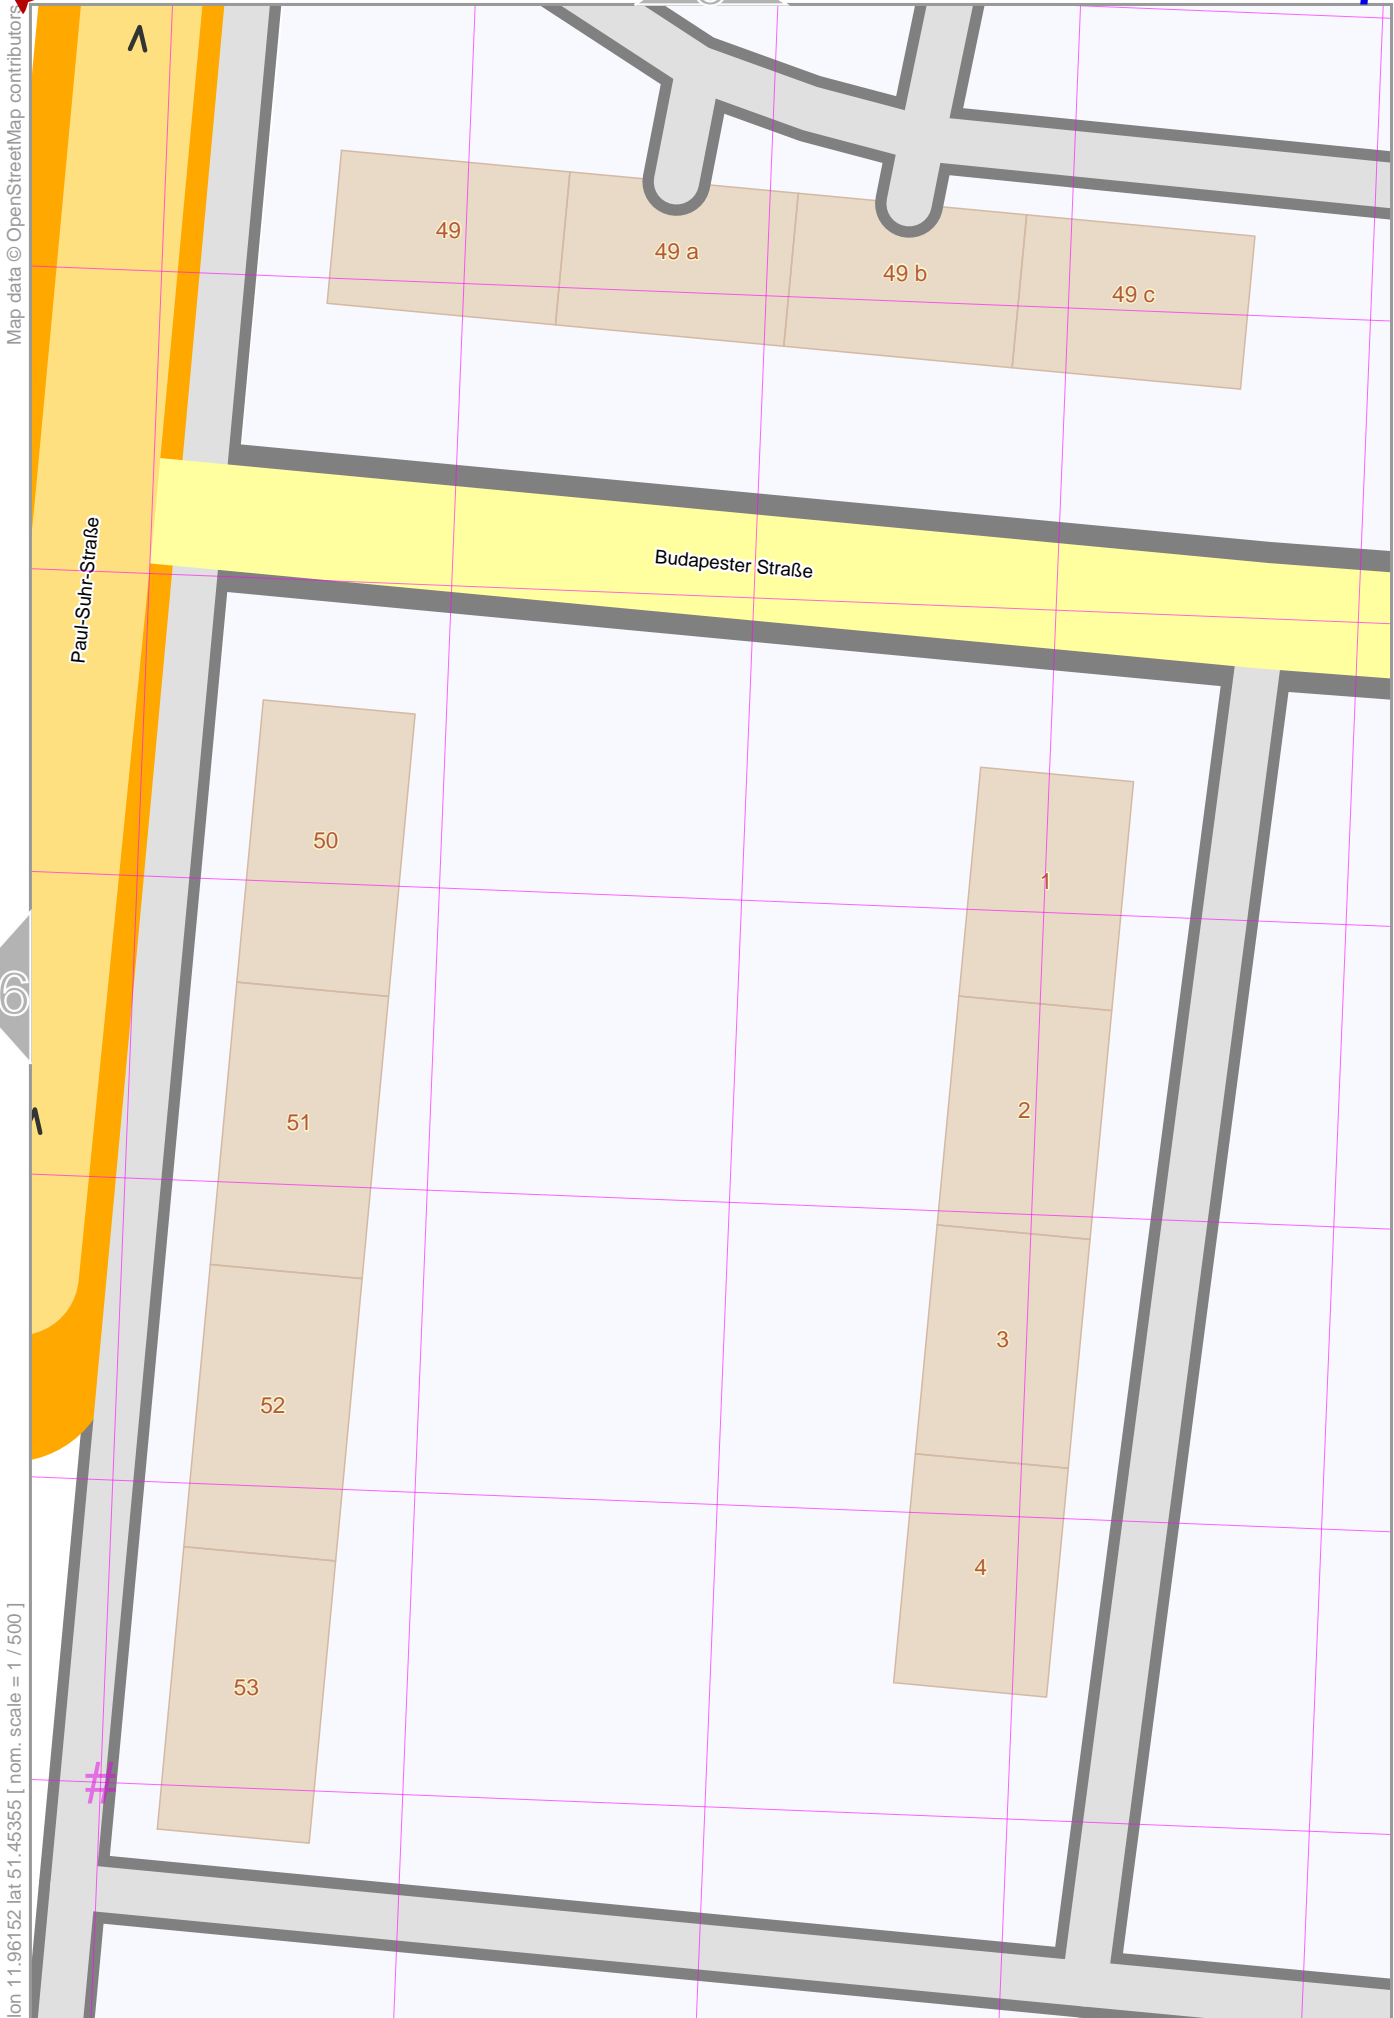 Map data © OpenStreetMap contributors
49
49 a
49 b
49 c
Budapester Straße
Paul-Suhr-Straße
50
1
6
51
2
3
52
4
53
#
lon 11.96152 lat 51.45355 [ nom. scale = 1 / 500 ]